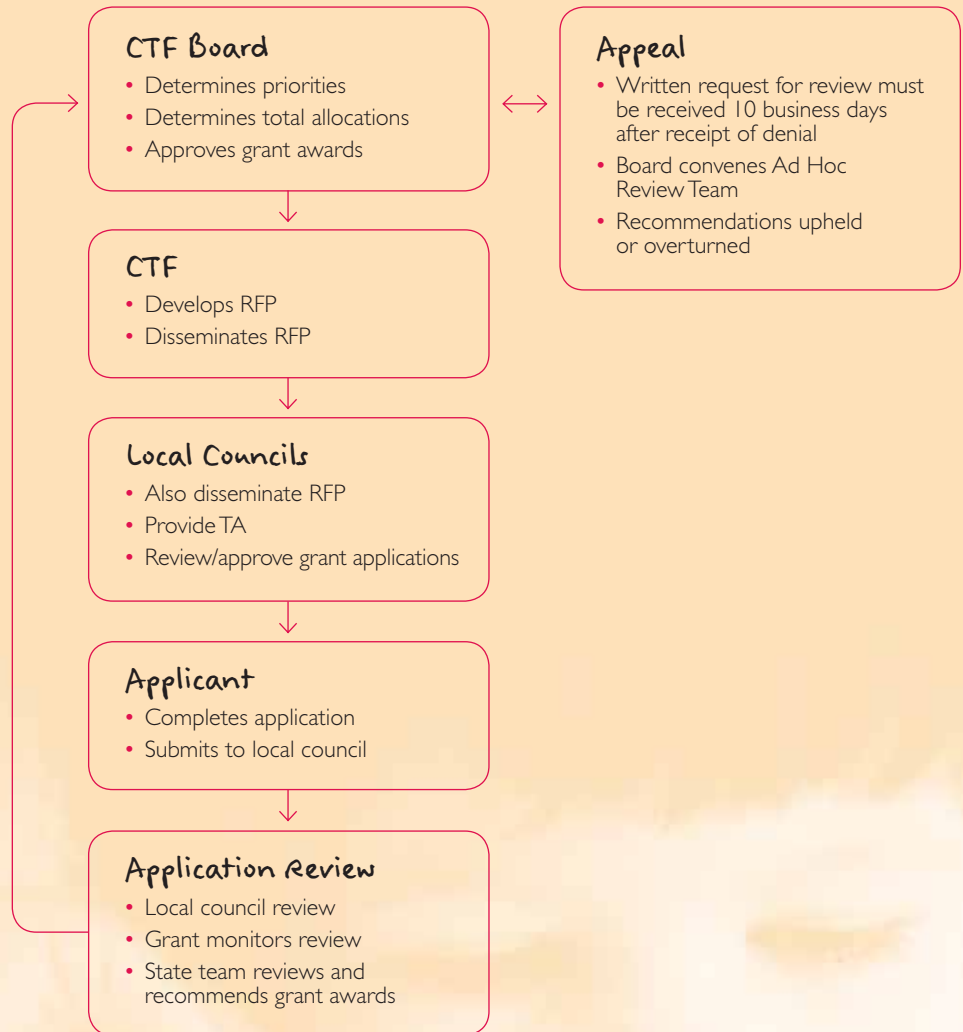 CTF Board
• Determines priorities
• Determines total allocations
• Approves grant awards
Appeal
• Written request for review must
be received 10 business days
after receipt of denial
• Board convenes Ad Hoc
Review Team
• Recommendations upheld
or overturned
CTF
• Develops RFP
• Disseminates RFP
Local Councils
• Also disseminate RFP
• Provide TA
• Review/approve grant applications
Applicant
• Completes application
• Submits to local council
Application Review
• Local council review
• Grant monitors review
• State team reviews and
recommends grant awards